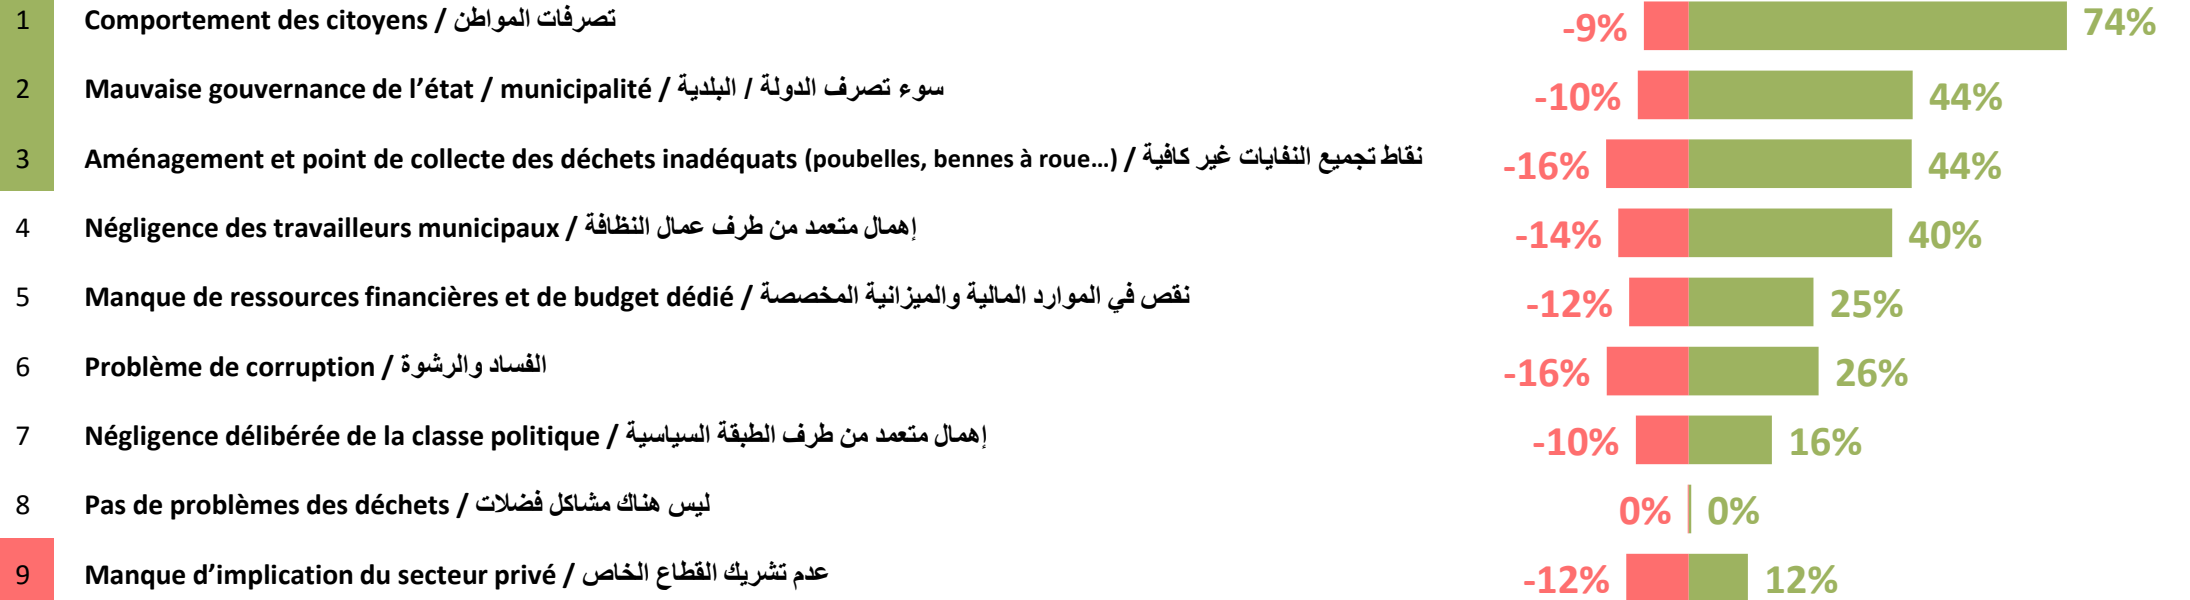 1 Comportement des citoyens / تصرفات المواطن -9% 74%
2 Mauvaise gouvernance de l’état / municipalité / سوء تصرف الدولة / البلدية -10% 44%
3 Aménagement et point de collecte des déchets inadéquats (poubelles, bennes à roue…) / نقاط تجميع النفايات غير كافية -16% 44%
4 Négligence des travailleurs municipaux / إهمال متعمد من طرف عمال النظافة -14% 40%
5 Manque de ressources financières et de budget dédié / نقص في الموارد المالية والميزانية المخصصة -12% 25%
6 Problème de corruption / الفساد والرشوة -16% 26%
7 Négligence délibérée de la classe politique / إهمال متعمد من طرف الطبقة السياسية -10% 16%
8 Pas de problèmes des déchets / ليس هناك مشاكل فضلات 0% 0%
9 Manque d’implication du secteur privé / عدم تشريك القطاع الخاص -12% 12%